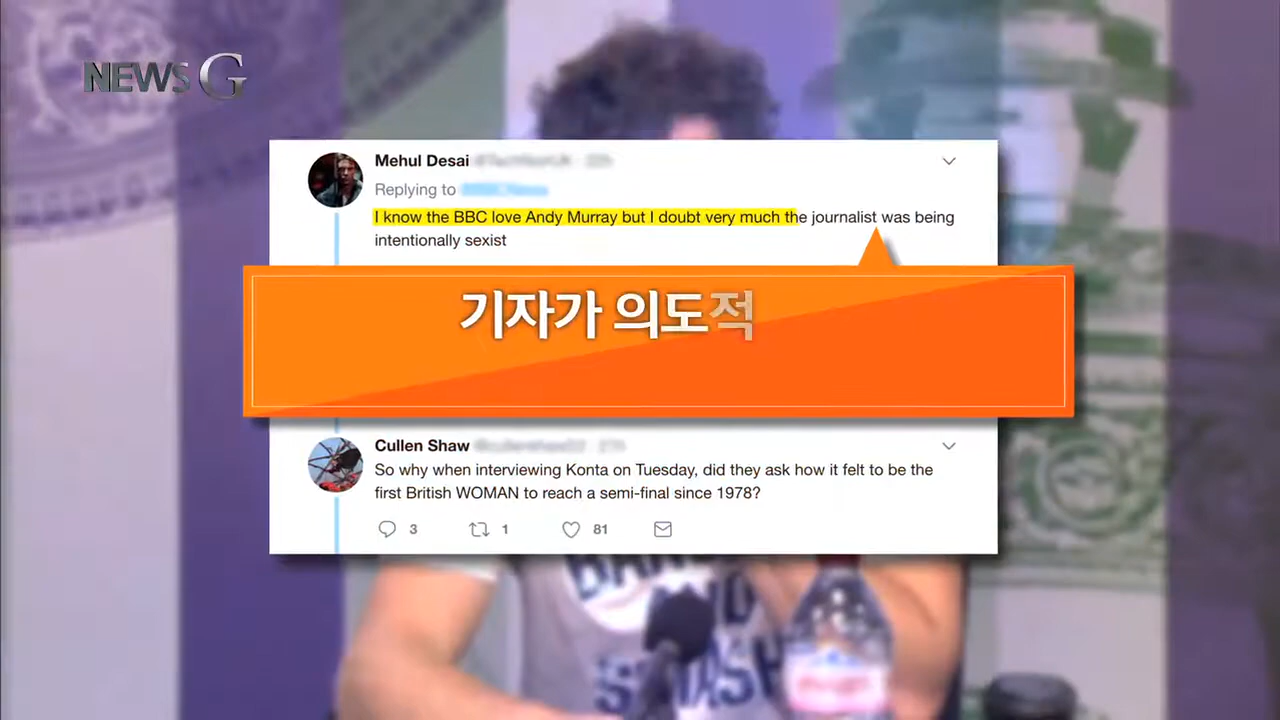 NEWS G
Mehul Desai
Replying to
I know the BBC love Andy Murray but I doubt very much the journalist was being
intentionally sexist
기자가 의도적
Cullen Shaw
So why when interviewing Konta on Tuesday, did they ask how it felt to be the
first British WOMAN to reach a semi-final since 1978?
3 1 81
AND